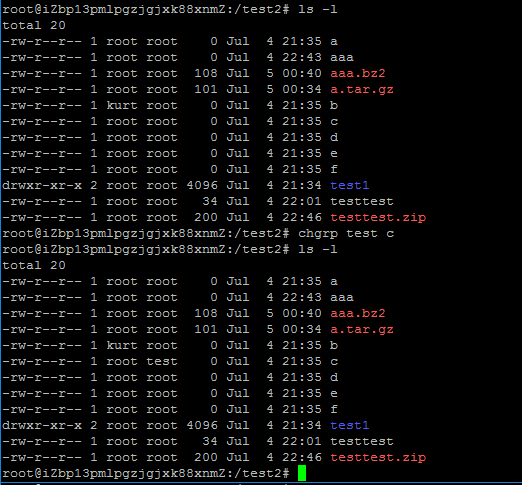 root@iZbp13pmlpgzjgjxk88xnmZ:/test2# ls -l
total 20
-rw-r--r-- 1 root root    0 Jul  4 21:35 a
-rw-r--r-- 1 root root    0 Jul  4 22:43 aaa
-rw-r--r-- 1 root root  108 Jul  5 00:40 aaa.bz2
-rw-r--r-- 1 root root  101 Jul  5 00:34 a.tar.gz
-rw-r--r-- 1 kurt root    0 Jul  4 21:35 b
-rw-r--r-- 1 root root    0 Jul  4 21:35 c
-rw-r--r-- 1 root root    0 Jul  4 21:35 d
-rw-r--r-- 1 root root    0 Jul  4 21:35 e
-rw-r--r-- 1 root root    0 Jul  4 21:35 f
drwxr-xr-x 2 root root 4096 Jul  4 21:34 test1
-rw-r--r-- 1 root root   34 Jul  4 22:01 testtest
-rw-r--r-- 1 root root  200 Jul  4 22:46 testtest.zip
root@iZbp13pmlpgzjgjxk88xnmZ:/test2# chgrp test c
root@iZbp13pmlpgzjgjxk88xnmZ:/test2# ls -l
total 20
-rw-r--r-- 1 root root    0 Jul  4 21:35 a
-rw-r--r-- 1 root root    0 Jul  4 22:43 aaa
-rw-r--r-- 1 root root  108 Jul  5 00:40 aaa.bz2
-rw-r--r-- 1 root root  101 Jul  5 00:34 a.tar.gz
-rw-r--r-- 1 kurt root    0 Jul  4 21:35 b
-rw-r--r-- 1 root test    0 Jul  4 21:35 c
-rw-r--r-- 1 root root    0 Jul  4 21:35 d
-rw-r--r-- 1 root root    0 Jul  4 21:35 e
-rw-r--r-- 1 root root    0 Jul  4 21:35 f
drwxr-xr-x 2 root root 4096 Jul  4 21:34 test1
-rw-r--r-- 1 root root   34 Jul  4 22:01 testtest
-rw-r--r-- 1 root root  200 Jul  4 22:46 testtest.zip
root@iZbp13pmlpgzjgjxk88xnmZ:/test2#